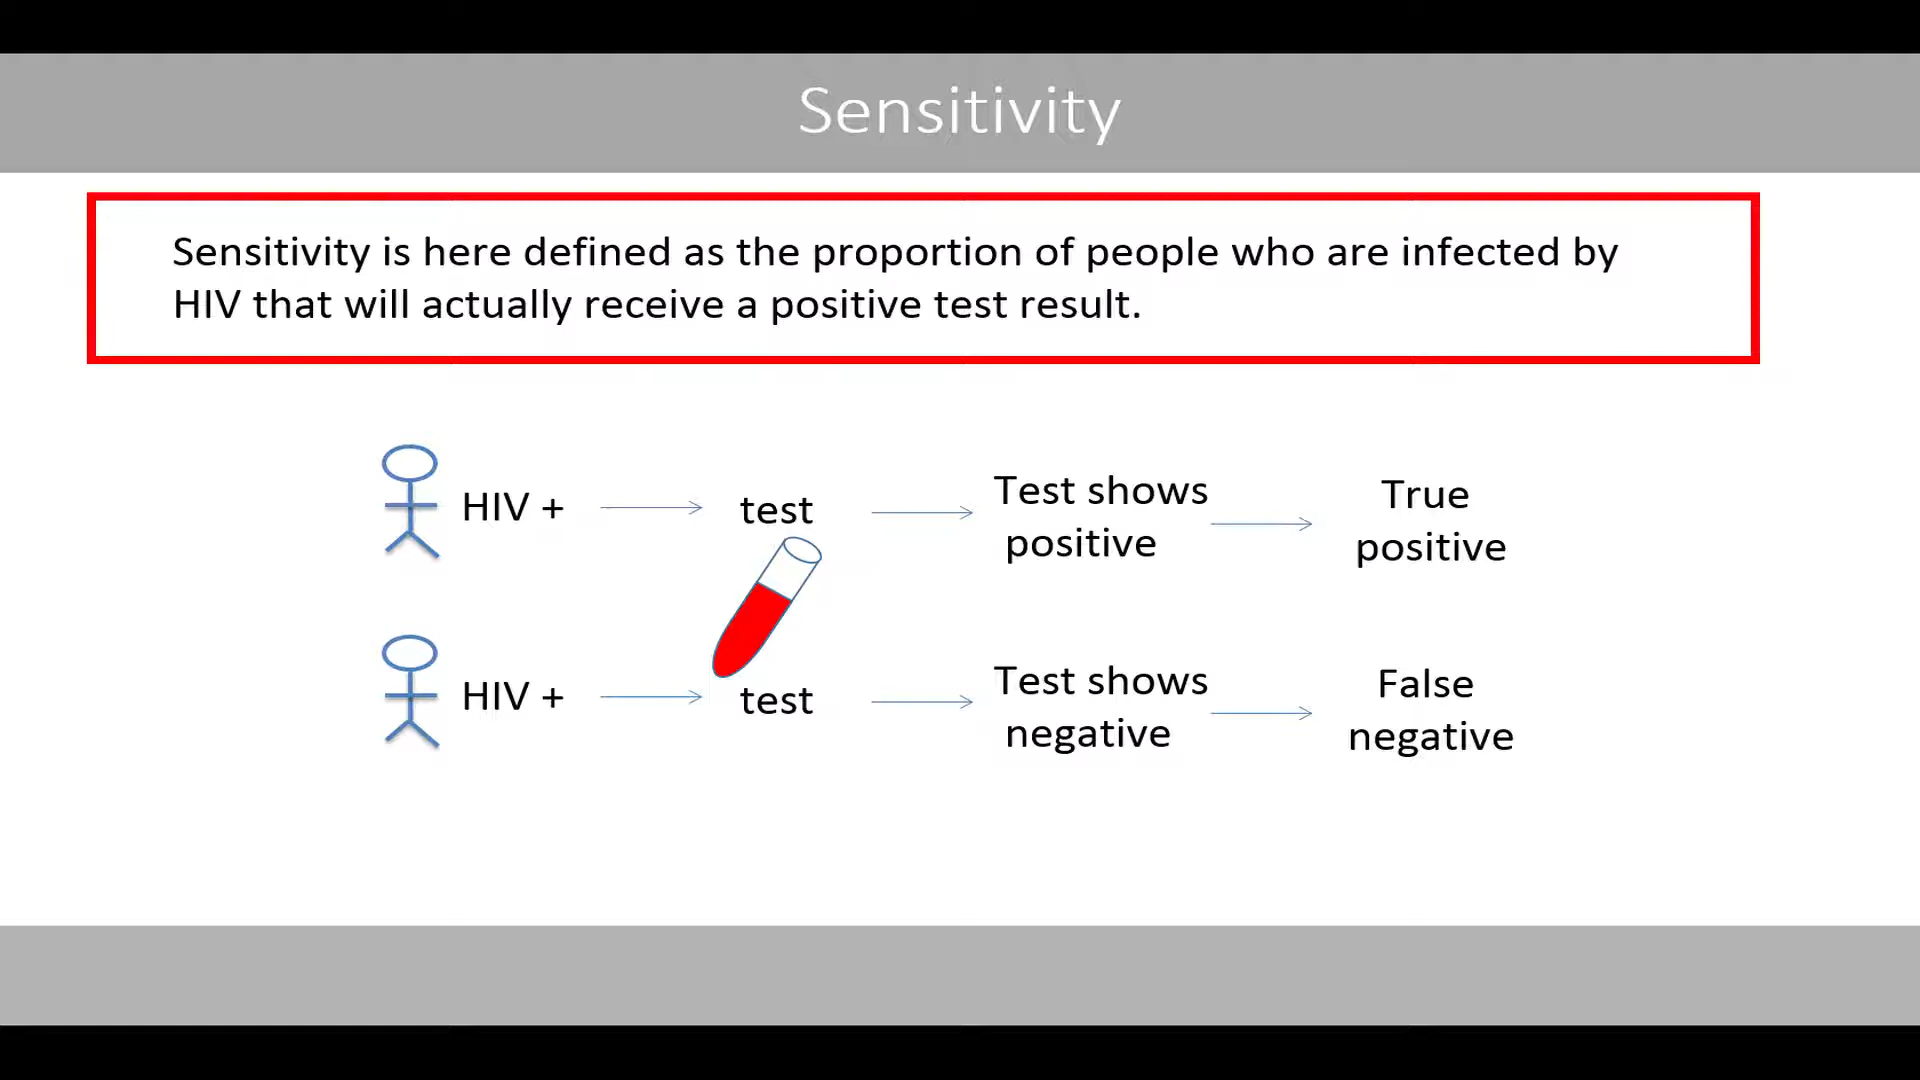 Sensitivity
Sensitivity is here defined as the proportion of people who are infected by
HIV that will actually receive a positive test result.
HIV +
test
Test shows
positive
True
positive
HIV +
test
Test shows
negative
False
negative